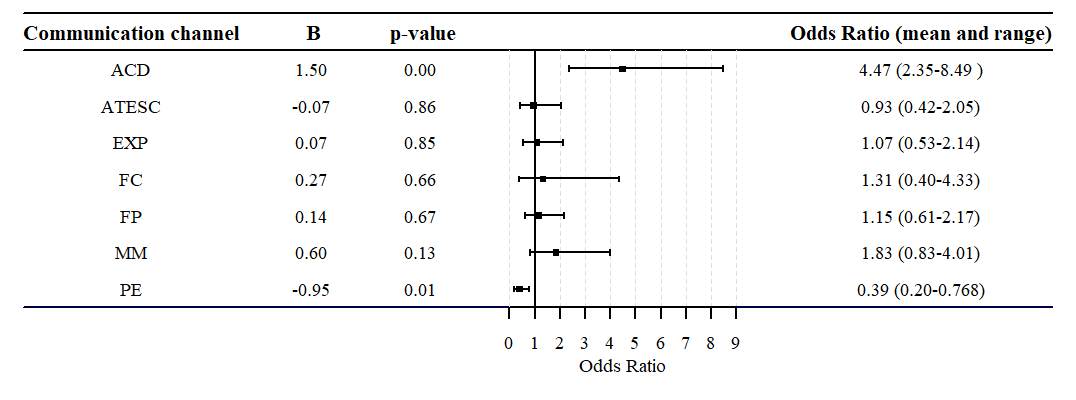 Communication channel B p-value Odds Ratio (mean and range)
ACD 1.50 0.00 4.47 (2.35-8.49 )
ATESC -0.07 0.86 0.93 (0.42-2.05)
EXP 0.07 0.85 1.07 (0.53-2.14)
FC 0.27 0.66 1.31 (0.40-4.33)
FP 0.14 0.67 1.15 (0.61-2.17)
MM 0.60 0.13 1.83 (0.83-4.01)
PE -0.95 0.01 0.39 (0.20-0.768)
0 1 2 3 4 5 6 7 8 9
Odds Ratio